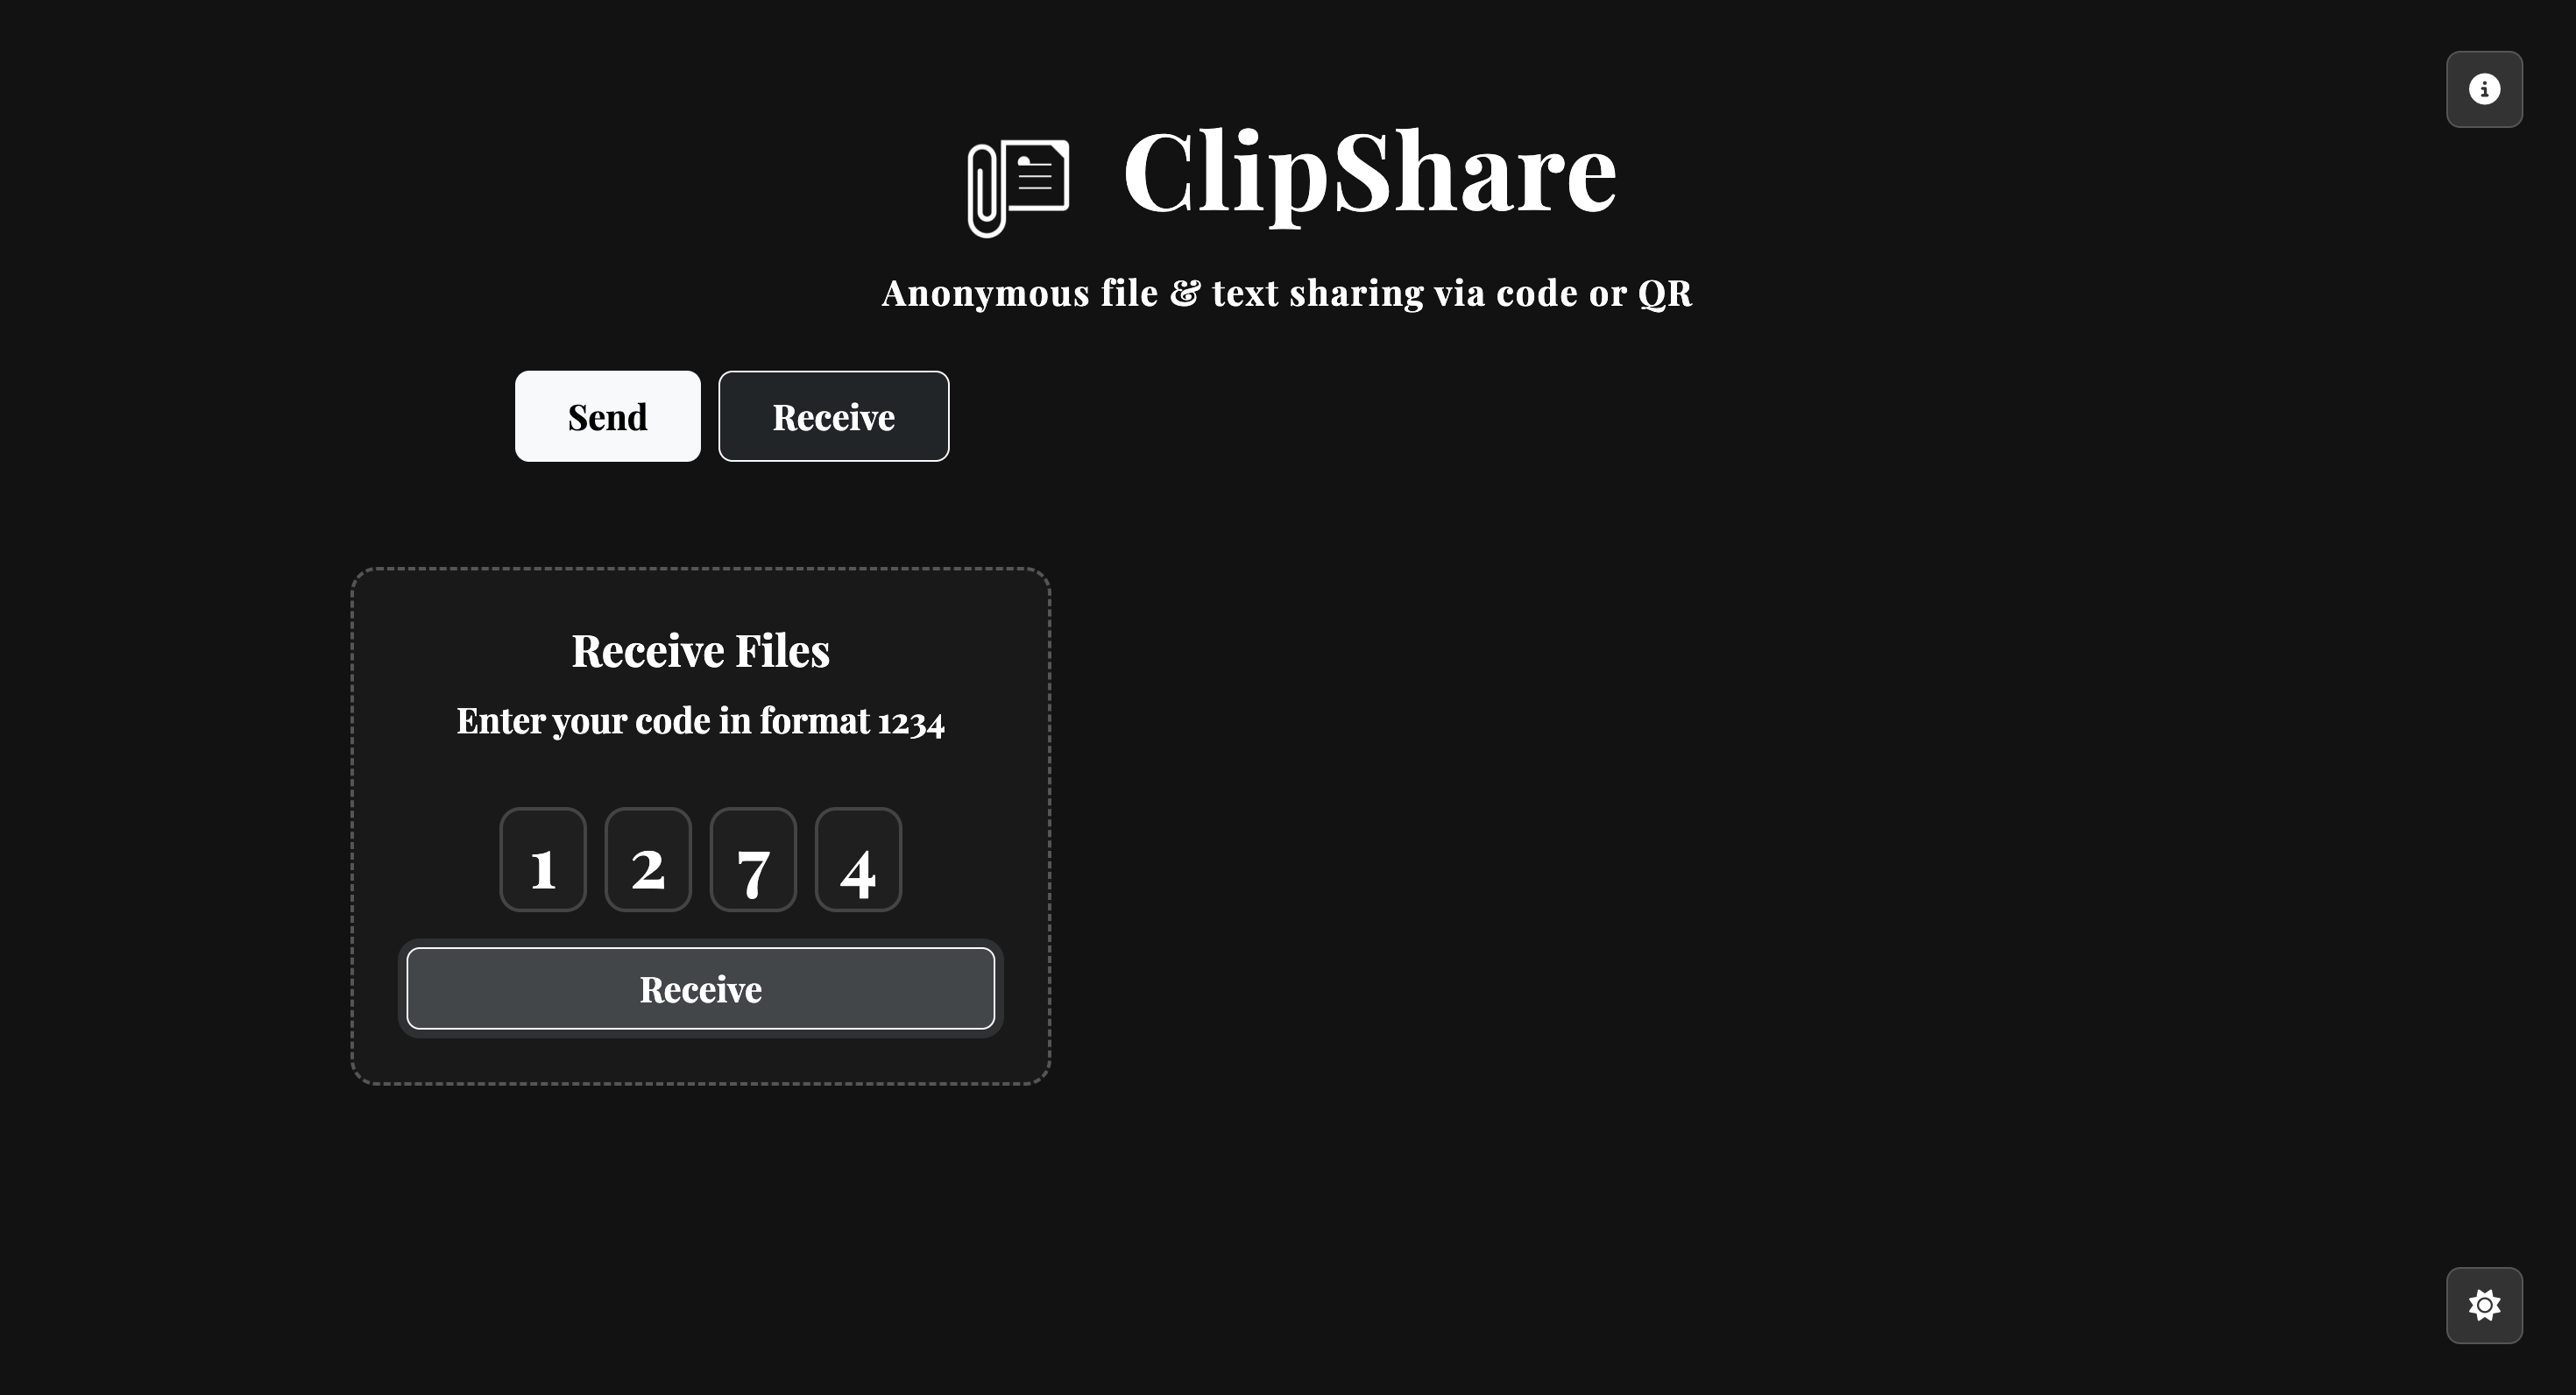 ClipShare
Anonymous file & text sharing via code or QR
Send Receive
Receive Files
Enter your code in format 1234
1 2 7 4
Receive